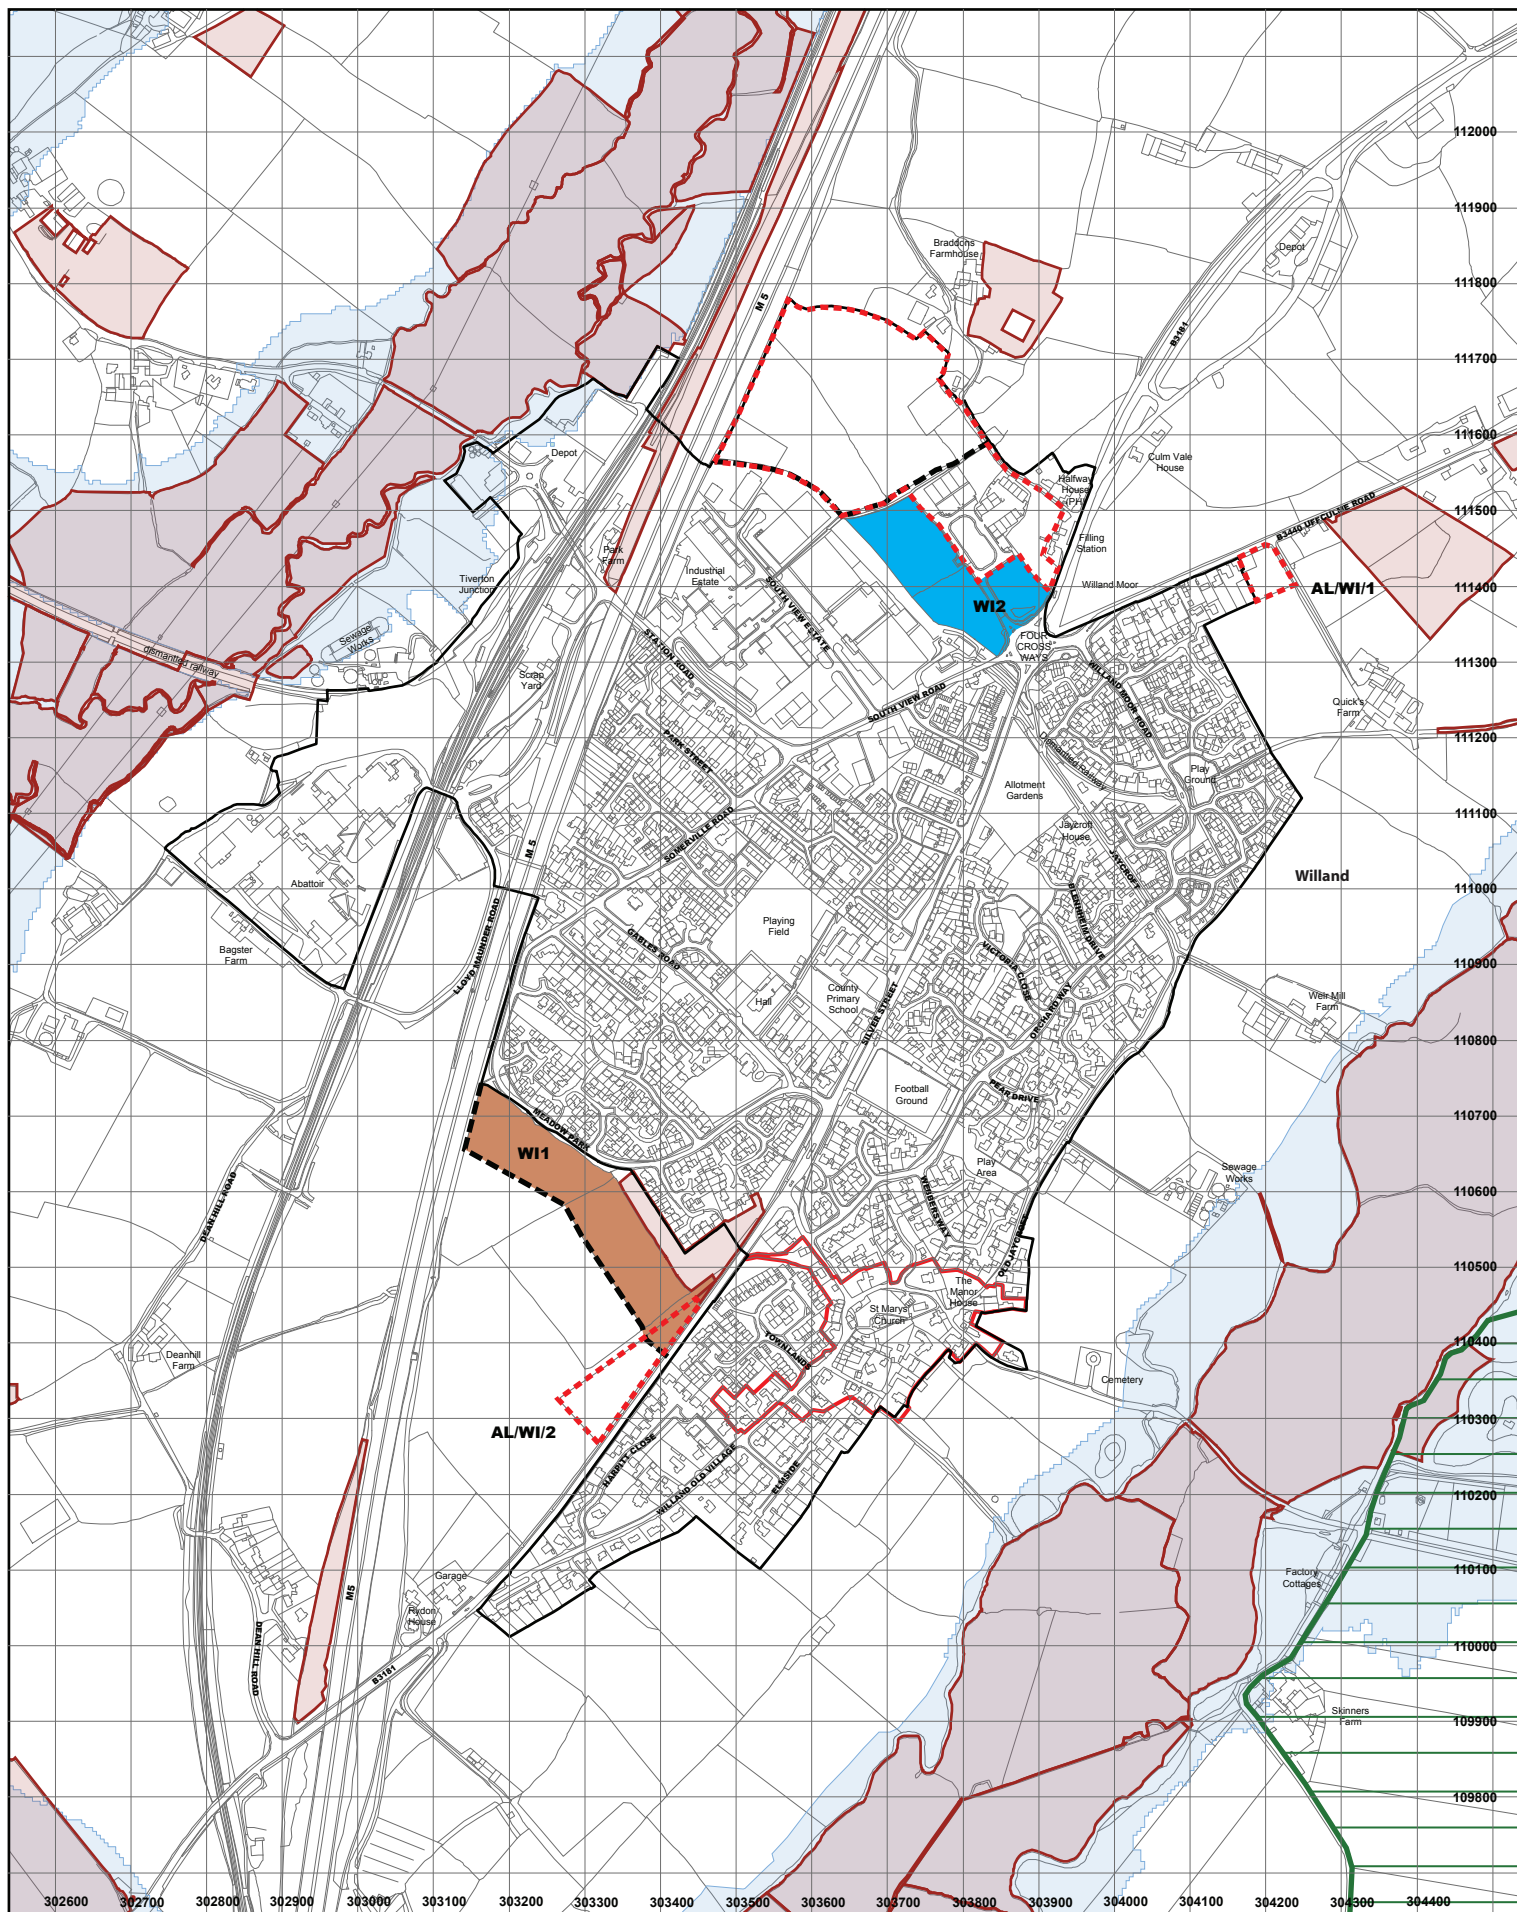 112000
111900
Braddons
Farmhouse
Depot
111800
M 5
B3181
111700
111600
Depot
Culm Vale
House
Halfway
House
(PH)
111500
B3440 UFFCULME ROAD
Park
Farm
Filling
Station
Industrial
Estate
Tiverton
Junction
SOUTH VIEW ESTATE
Willand Moor
AL/WI/1
111400
WI2
Sewage
Works
STATION ROAD
FOUR
CROSS
WAYS
dismantled railway
111300
Scrap
Yard
WILLAND MOOR ROAD
SOUTH VIEW ROAD
Quick's
Farm
PARK STREET
Dismantled Railway
111200
Play
Ground
Allotment
Gardens
111100
SOMERVILLE ROAD
Jaycroft
House
M 5
JAYCROFT
Abattoir
Willand
111000
BLENHEIM DRIVE
Playing
Field
LLOYD MAUNDER ROAD
Bagster
Farm
GABLES ROAD
VICTORIA CLOSE
110900
Hall
County
Primary
School
SILVER STREET
ORCHARD WAY
Weir Mill
Farm
110800
Football
Ground
PEAR DRIVE
110700
MEADOW PARK
WI1
Play
Area
Sewage
Works
DEAN HILL ROAD
WEBBERS WAY
110600
OLD JAYCROFT
110500
The
Manor
House
St Marys
Church
TOWNLANDS
110400
Deanhill
Farm
Cemetery
110300
AL/WI/2
HARPITT CLOSE
WILLAND OLD VILLAGE
ELMSIDE
110200
M5
Garage
Factory
Cottages
110100
Rydon
House
DEAN HILL ROAD
110000
B3181
Skinners
Farm
109900
109800
302600 302700 302800 302900 303000 303100 303200 303300 303400 303500 303600 303700 303800 303900 304000 304100 304200 304300 304400